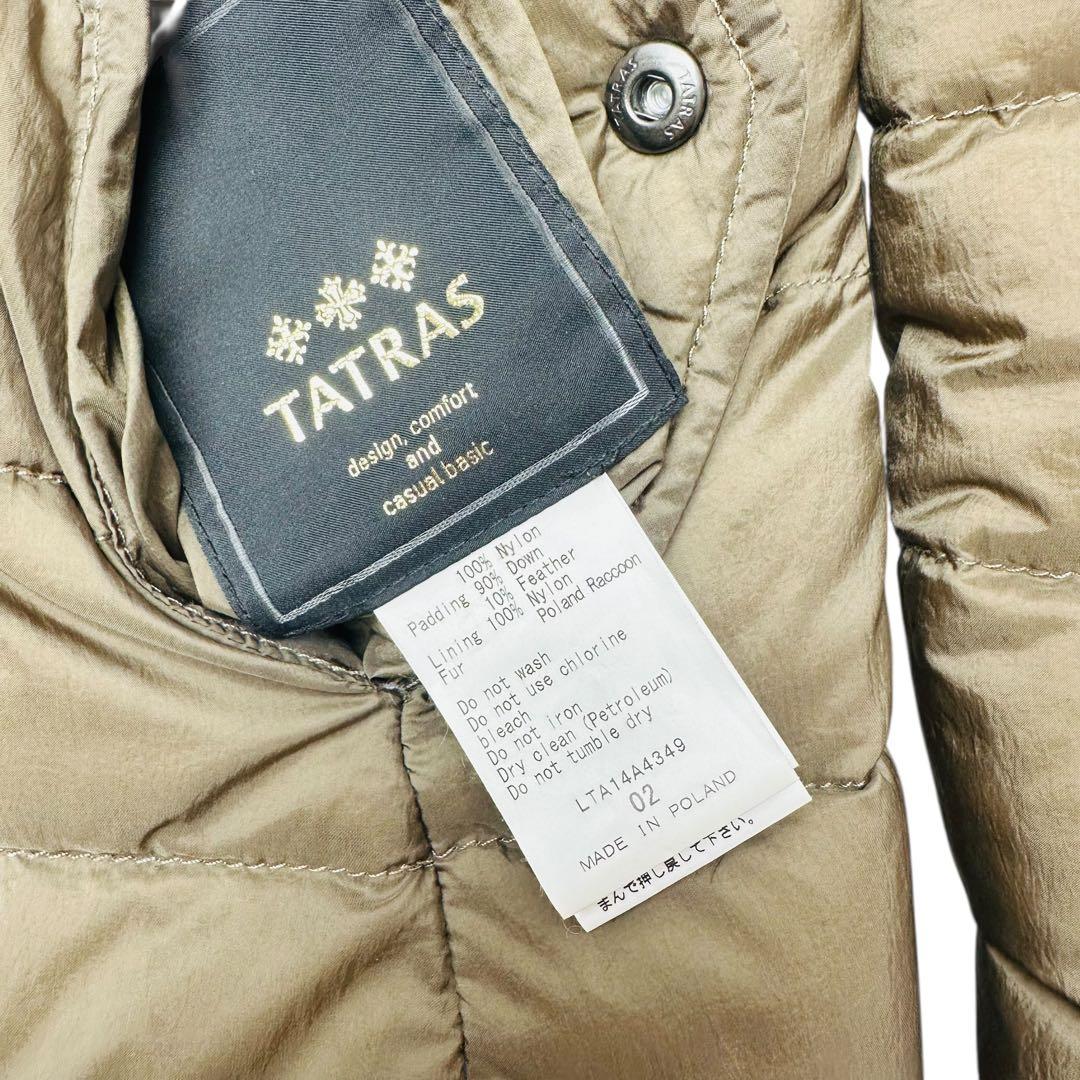 TATRAS
TATRAS
TATRAS
design, comfort
and
casual basic
100% Nylon
Padding 90% Down
10% Feather
Lining 100% Nylon
Fur Poland Raccoon
Do not wash
Do not use chlorine
bleach
Do not iron
Dry clean (Petroleum)
Do not tumble dry
LTA14A4349
02
MADE IN POLAND
まんで押し戻して下さい。